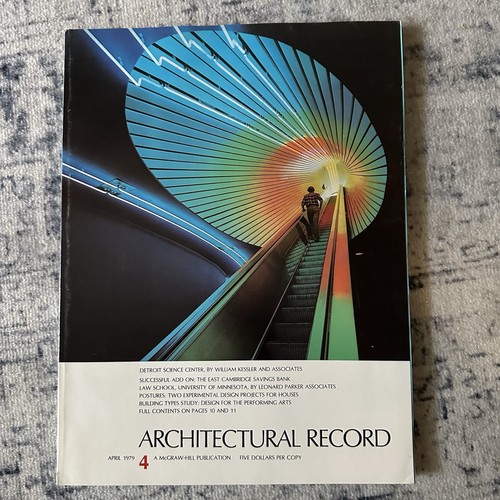 DETROIT SCIENCE CENTER, BY WILLIAM KESSLER AND ASSOCIATES
SUCCESSFUL ADD ON: THE EAST CAMBRIDGE SAVINGS BANK
LAW SCHOOL, UNIVERSITY OF MINNESOTA, BY LEONARD PARKER ASSOCIATES
POSTURES: TWO EXPERIMENTAL DESIGN PROJECTS FOR HOUSES
BUILDING TYPES STUDY: DESIGN FOR THE PERFORMING ARTS
FULL CONTENTS ON PAGES 10 AND 11
ARCHITECTURAL RECORD
APRIL 1979 4 A McGRAW-HILL PUBLICATION FIVE DOLLARS PER COPY